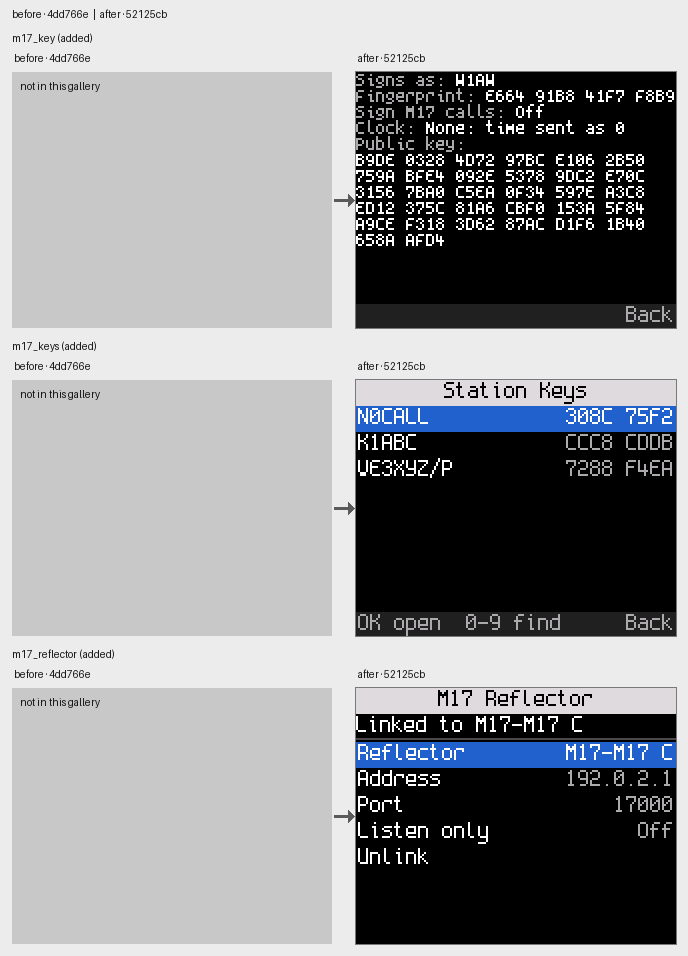 before · 4dd766e | after · 52125cb
m17_key (added)
before · 4dd766e
after · 52125cb
not in this gallery
Signs as: W1AW
Fingerprint: E664 91B8 41F7 F8B9
Sign M17 calls: Off
Clock: None: time sent as 0
Public key:
B9DE 0328 4D72 97BC E106 2B50
759A BFE4 092E 5378 9DC2 E70C
3156 7BA0 C5EA 0F34 597E A3C8
ED12 375C 81A6 CBF0 153A 5F84
A9CE F318 3D62 87AC D1F6 1B40
658A AFD4
Back
m17_keys (added)
before · 4dd766e
after · 52125cb
not in this gallery
Station Keys
N0CALL 308C 75F2
K1ABC CCC8 CDDB
VE3XYZ/P 7288 F4EA
OK open 0-9 find Back
m17_reflector (added)
before · 4dd766e
after · 52125cb
not in this gallery
M17 Reflector
Linked to M17-M17 C
Reflector M17-M17 C
Address 192.0.2.1
Port 17000
Listen only Off
Unlink